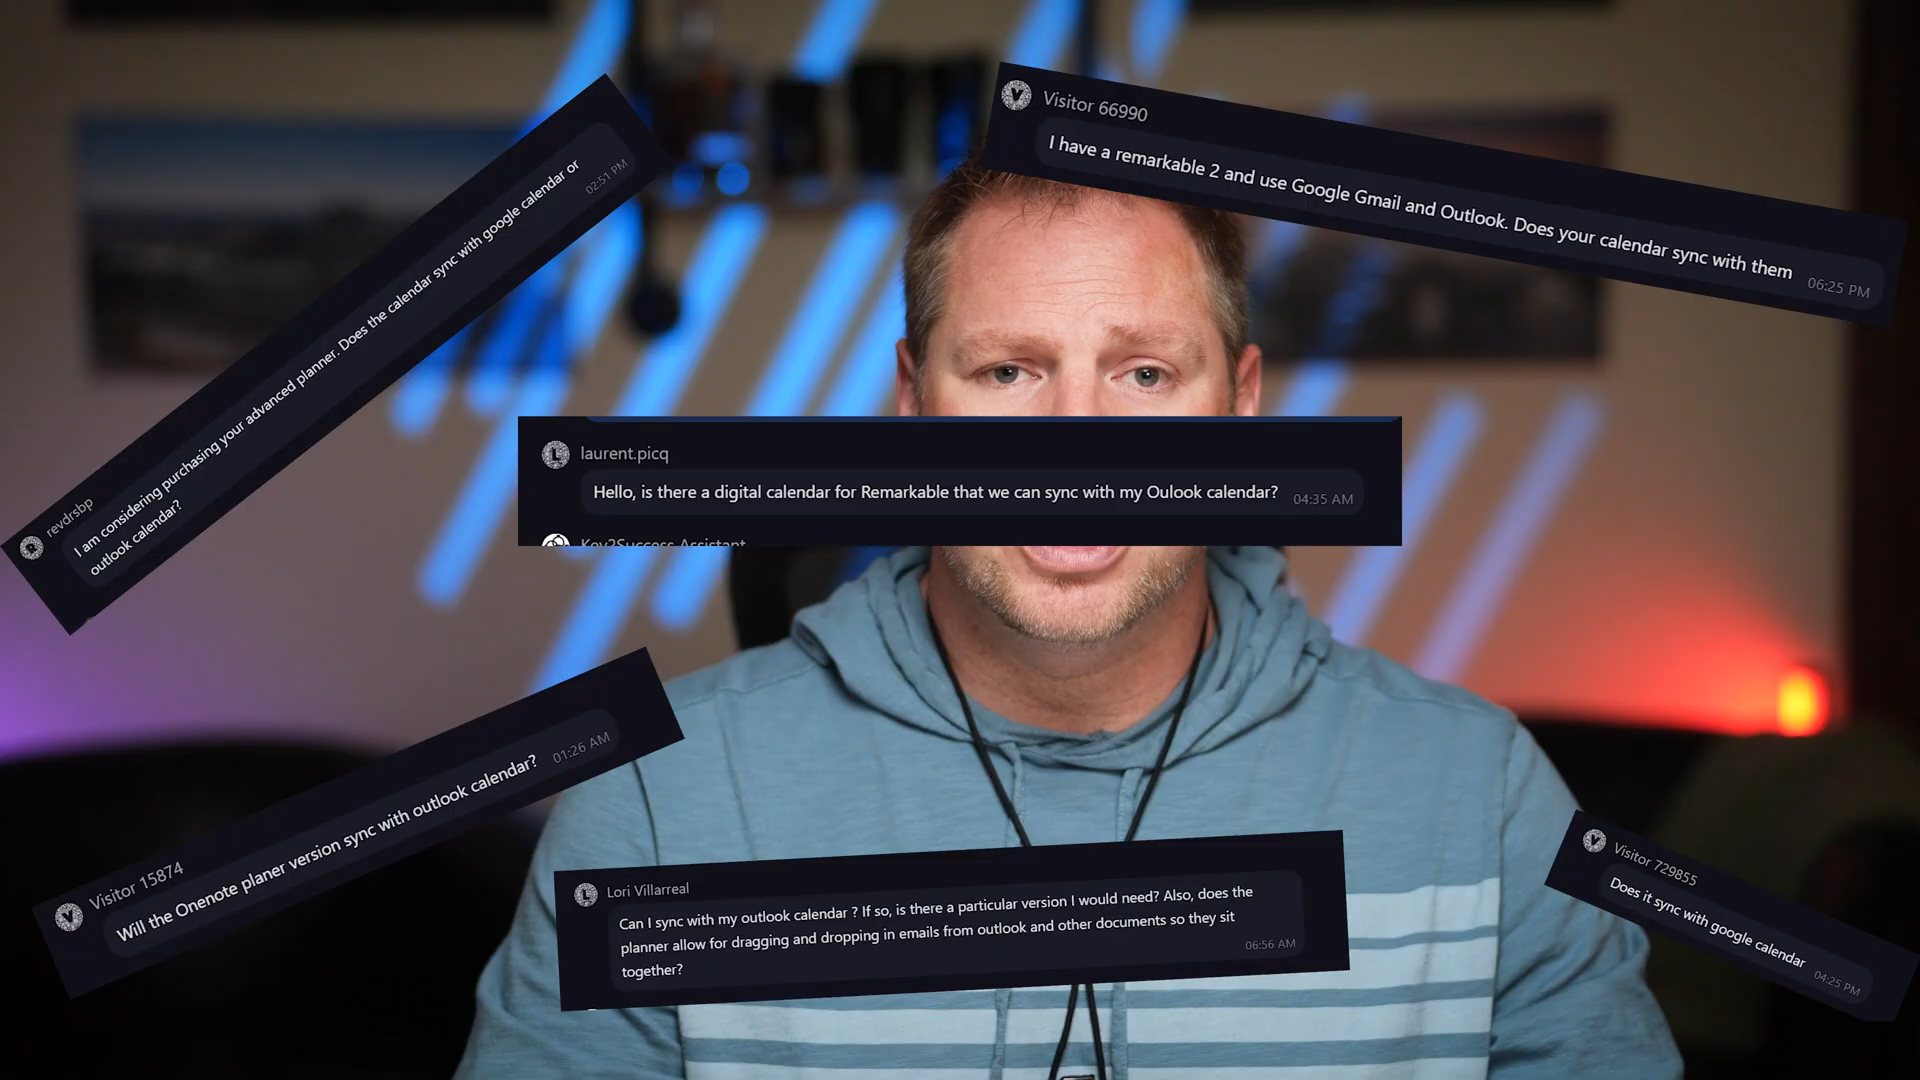 Visitor 66990
I have a remarkable 2 and use Google Gmail and Outlook. Does your calendar sync with them
06:25 PM
revdrsbp
I am considering purchasing your advanced planner. Does the calendar sync with google calendar or
outlook calendar?
02:51 PM
laurent.picq
Hello, is there a digital calendar for Remarkable that we can sync with my Oulook calendar?
04:35 AM
Key2Success Assistant
Visitor 15874
Will the Onenote planer version sync with outlook calendar?
01:26 AM
Lori Villarreal
Can I sync with my outlook calendar ? If so, is there a particular version I would need? Also, does the
planner allow for dragging and dropping in emails from outlook and other documents so they sit
together?
06:56 AM
Visitor 729855
Does it sync with google calendar
04:25 PM